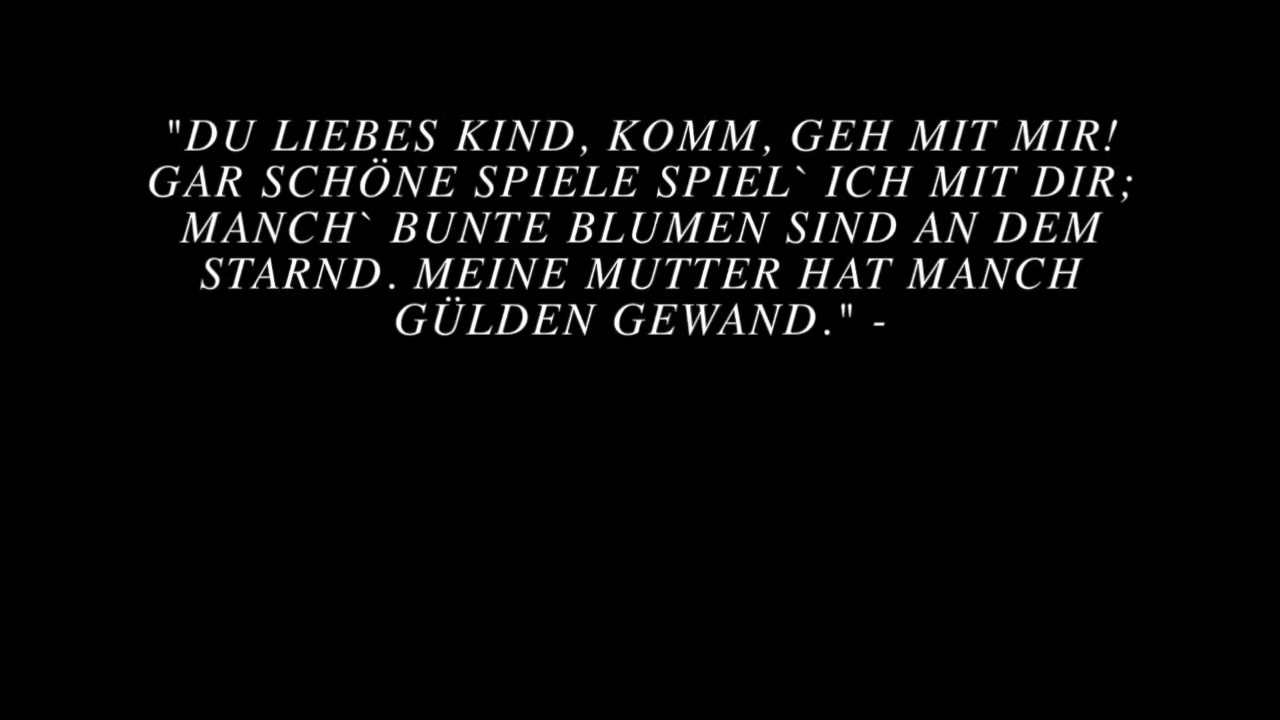 "DU LIEBES KIND, KOMM, GEH MIT MIR!
GAR SCHÖNE SPIELE SPIEL` ICH MIT DIR;
MANCH` BUNTE BLUMEN SIND AN DEM
STARND. MEINE MUTTER HAT MANCH
GÜLDEN GEWAND." -